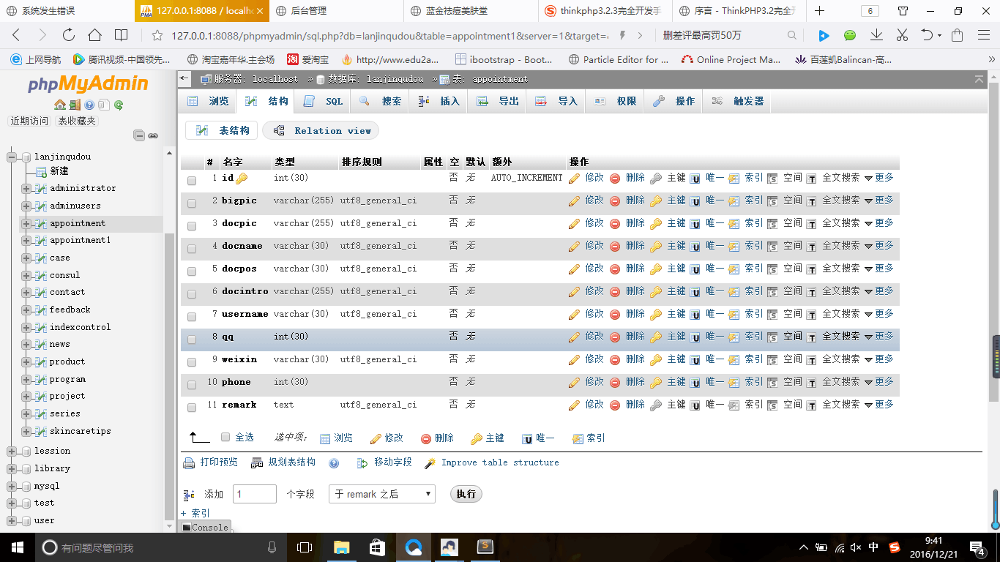 系统发生错误
127.0.0.1:8088 / localho
后台管理
蓝金祛痘美肤堂
thinkphp3.2.3完全开发手
序言 - ThinkPHP3.2完全
6
127.0.0.1:8088/phpmyadmin/sql.php?db=lanjinqudou&table=appointment1&server=1&target=
删差评最高罚50万
上网导航
腾讯视频-中国领先...
淘宝嘉年华.主会场
爱淘宝
http://www.edu2a...
ibootstrap - Boot...
Particle Editor for ...
Online Project Ma...
百莲凯Balincan-高...
phpMyAdmin
近期访问 表收藏夹
lanjinqudou
新建
administrator
adminusers
appointment
appointment1
case
consul
contact
feedback
indexcontrol
news
product
program
project
series
skincaretips
lession
library
mysql
test
user
服务器: localhost » 数据库: lanjinqudou » 表: appointment
浏览 结构 SQL 搜索 插入 导出 导入 权限 操作 触发器
表结构 Relation view
# 名字 类型 排序规则 属性 空 默认 额外 操作
1 id int(30) 否 无 AUTO_INCREMENT 修改 删除 主键 唯一 索引 空间 全文搜索 更多
2 bigpic varchar(255) utf8_general_ci 否 无 修改 删除 主键 唯一 索引 空间 全文搜索 更多
3 docpic varchar(255) utf8_general_ci 否 无 修改 删除 主键 唯一 索引 空间 全文搜索 更多
4 docname varchar(30) utf8_general_ci 否 无 修改 删除 主键 唯一 索引 空间 全文搜索 更多
5 docpos varchar(30) utf8_general_ci 否 无 修改 删除 主键 唯一 索引 空间 全文搜索 更多
6 docintro varchar(255) utf8_general_ci 否 无 修改 删除 主键 唯一 索引 空间 全文搜索 更多
7 username varchar(30) utf8_general_ci 否 无 修改 删除 主键 唯一 索引 空间 全文搜索 更多
8 qq int(30) 否 无 修改 删除 主键 唯一 索引 空间 全文搜索 更多
9 weixin varchar(30) utf8_general_ci 否 无 修改 删除 主键 唯一 索引 空间 全文搜索 更多
10 phone int(30) 否 无 修改 删除 主键 唯一 索引 空间 全文搜索 更多
11 remark text utf8_general_ci 否 无 修改 删除 主键 唯一 索引 空间 全文搜索 更多
全选 选中项: 浏览 修改 删除 主键 唯一 索引
打印预览 规划表结构 移动字段 Improve table structure
添加 1 个字段 于 remark 之后 执行
+ 索引
Console
有问题尽管问我
中
9:41
2016/12/21
4